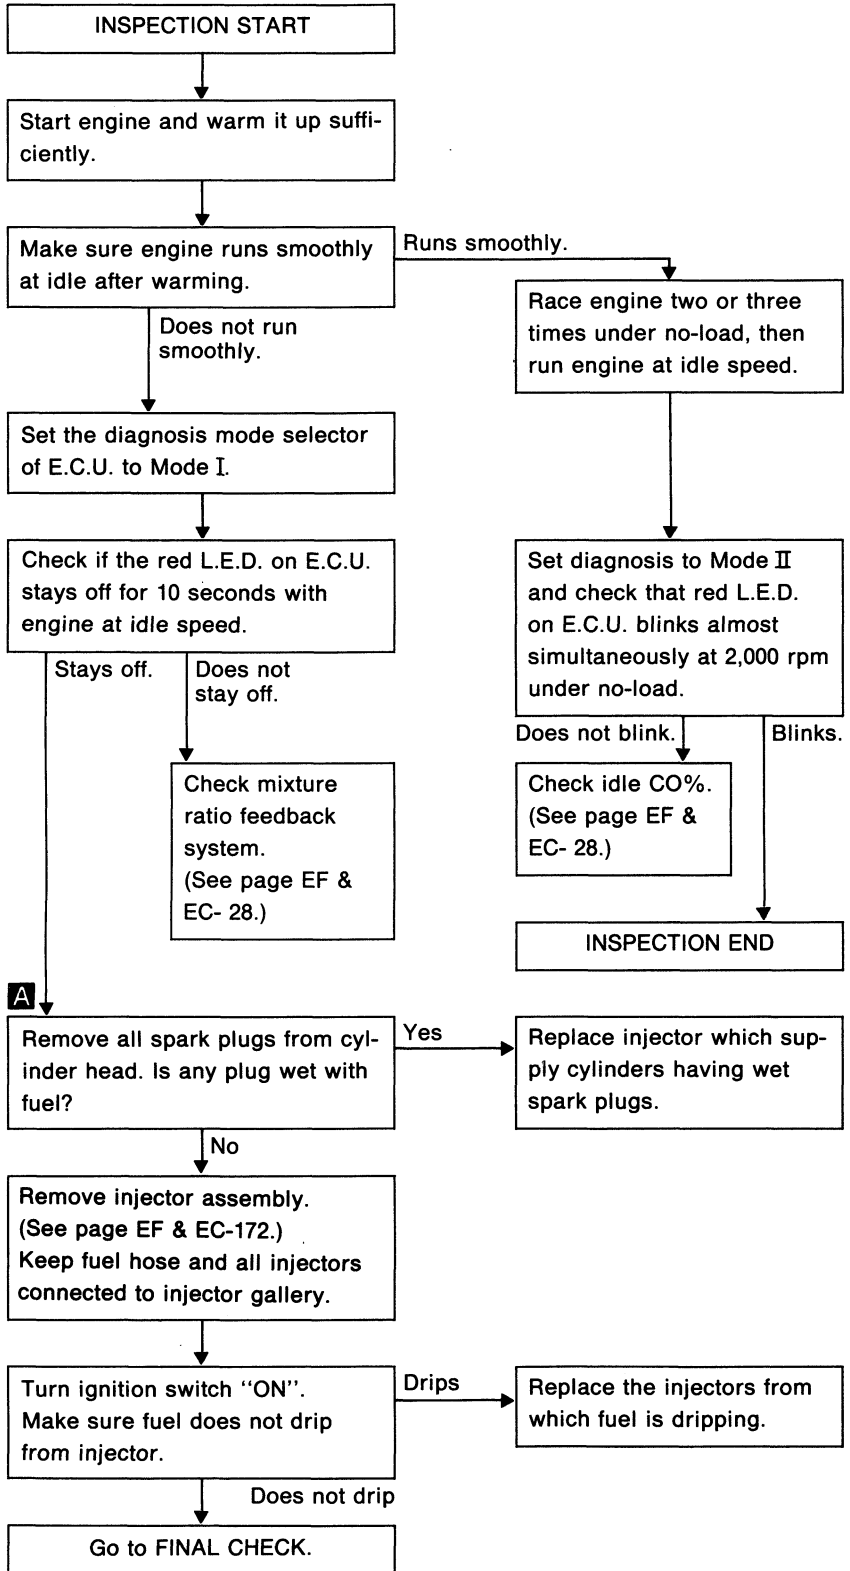 INSPECTION START
Start engine and warm it up suffi-
ciently.
Make sure engine runs smoothly
at idle after warming.
Runs smoothly.
Does not run
smoothly.
Race engine two or three
times under no-load, then
run engine at idle speed.
Set the diagnosis mode selector
of E.C.U. to Mode I.
Check if the red L.E.D. on E.C.U.
stays off for 10 seconds with
engine at idle speed.
Set diagnosis to Mode II
and check that red L.E.D.
on E.C.U. blinks almost
simultaneously at 2,000 rpm
under no-load.
Stays off.
Does not
stay off.
Does not blink.
Blinks.
Check mixture
ratio feedback
system.
(See page EF &
EC- 28.)
Check idle CO%.
(See page EF &
EC- 28.)
INSPECTION END
A
Remove all spark plugs from cyl-
inder head. Is any plug wet with
fuel?
Yes
Replace injector which sup-
ply cylinders having wet
spark plugs.
No
Remove injector assembly.
(See page EF & EC-172.)
Keep fuel hose and all injectors
connected to injector gallery.
Turn ignition switch “ON”.
Make sure fuel does not drip
from injector.
Drips
Replace the injectors from
which fuel is dripping.
Does not drip
Go to FINAL CHECK.